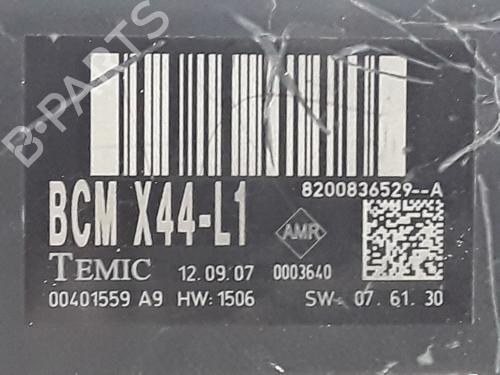 B-PARTS
8200836529--A
BCM X44-L1
AMR
TEMIC 12.09.07 0003640
00401559 A9 HW:1506 SW: 07.61.30